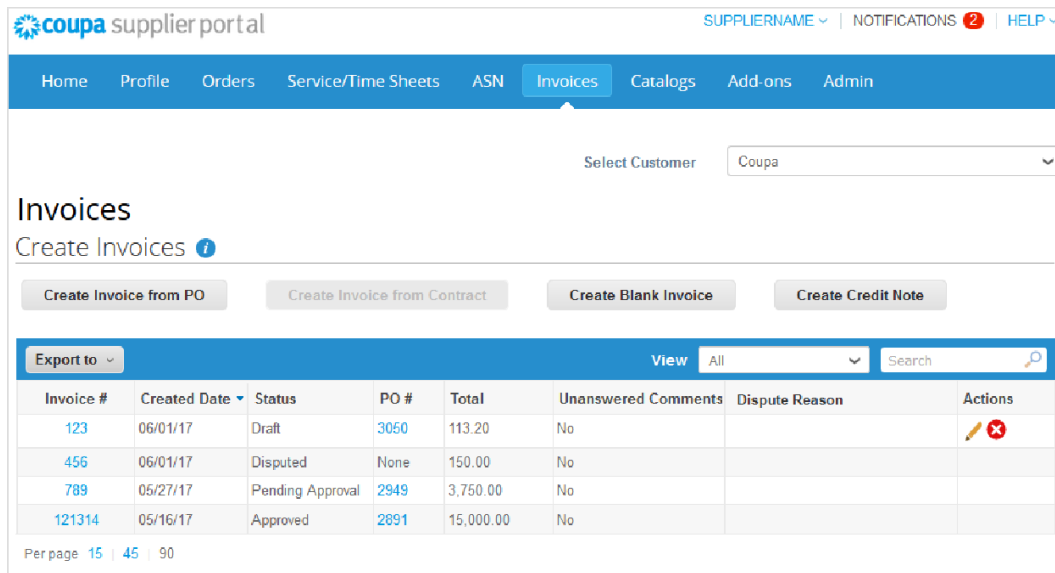 coupa supplier portal SUPPLIERNAME NOTIFICATIONS 2 HELP
Home Profile Orders Service/Time Sheets ASN Invoices Catalogs Add-ons Admin
Select Customer Coupa
Invoices
Create Invoices i
Create Invoice from PO Create Invoice from Contract Create Blank Invoice Create Credit Note
Export to View All Search
Invoice # Created Date Status PO # Total Unanswered Comments Dispute Reason Actions
123 06/01/17 Draft 3050 113.20 No
456 06/01/17 Disputed None 150.00 No
789 05/27/17 Pending Approval 2949 3,750.00 No
121314 05/16/17 Approved 2891 15,000.00 No
Per page 15 | 45 | 90